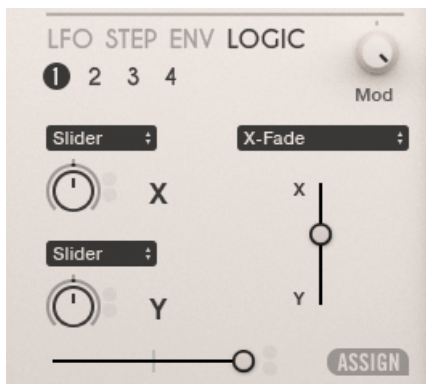 LFO STEP ENV LOGIC
1 2 3 4
Mod
Slider X-Fade
X X
Slider
Y Y
ASSIGN